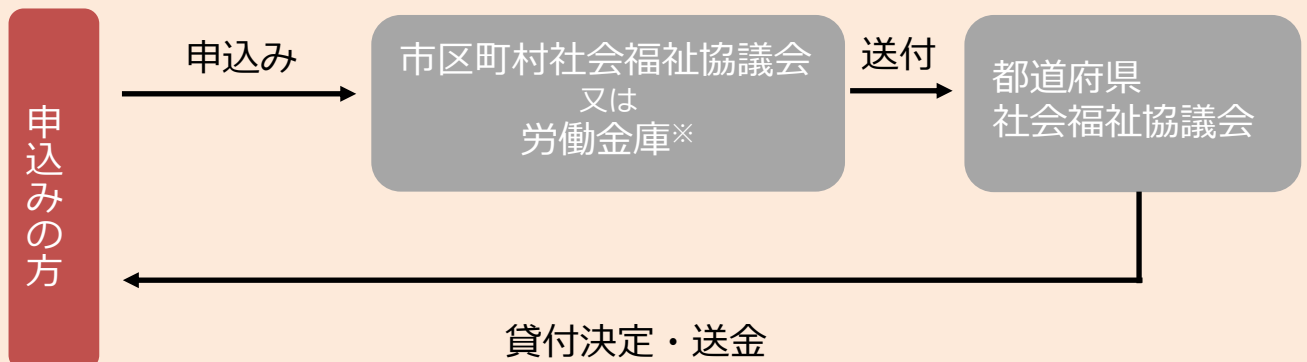 申込みの方
申込み
市区町村社会福祉協議会
又は
労働金庫※
送付
都道府県
社会福祉協議会
貸付決定・送金